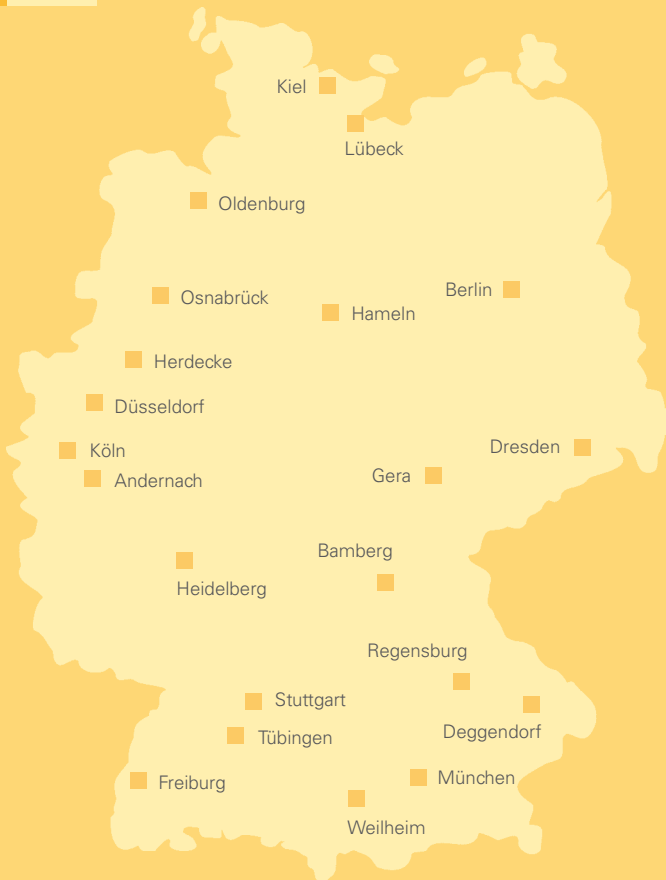 Kiel
Lübeck
Oldenburg
Berlin
Osnabrück
Hameln
Herdecke
Düsseldorf
Dresden
Köln
Gera
Andernach
Bamberg
Heidelberg
Regensburg
Stuttgart
Deggendorf
Tübingen
München
Freiburg
Weilheim